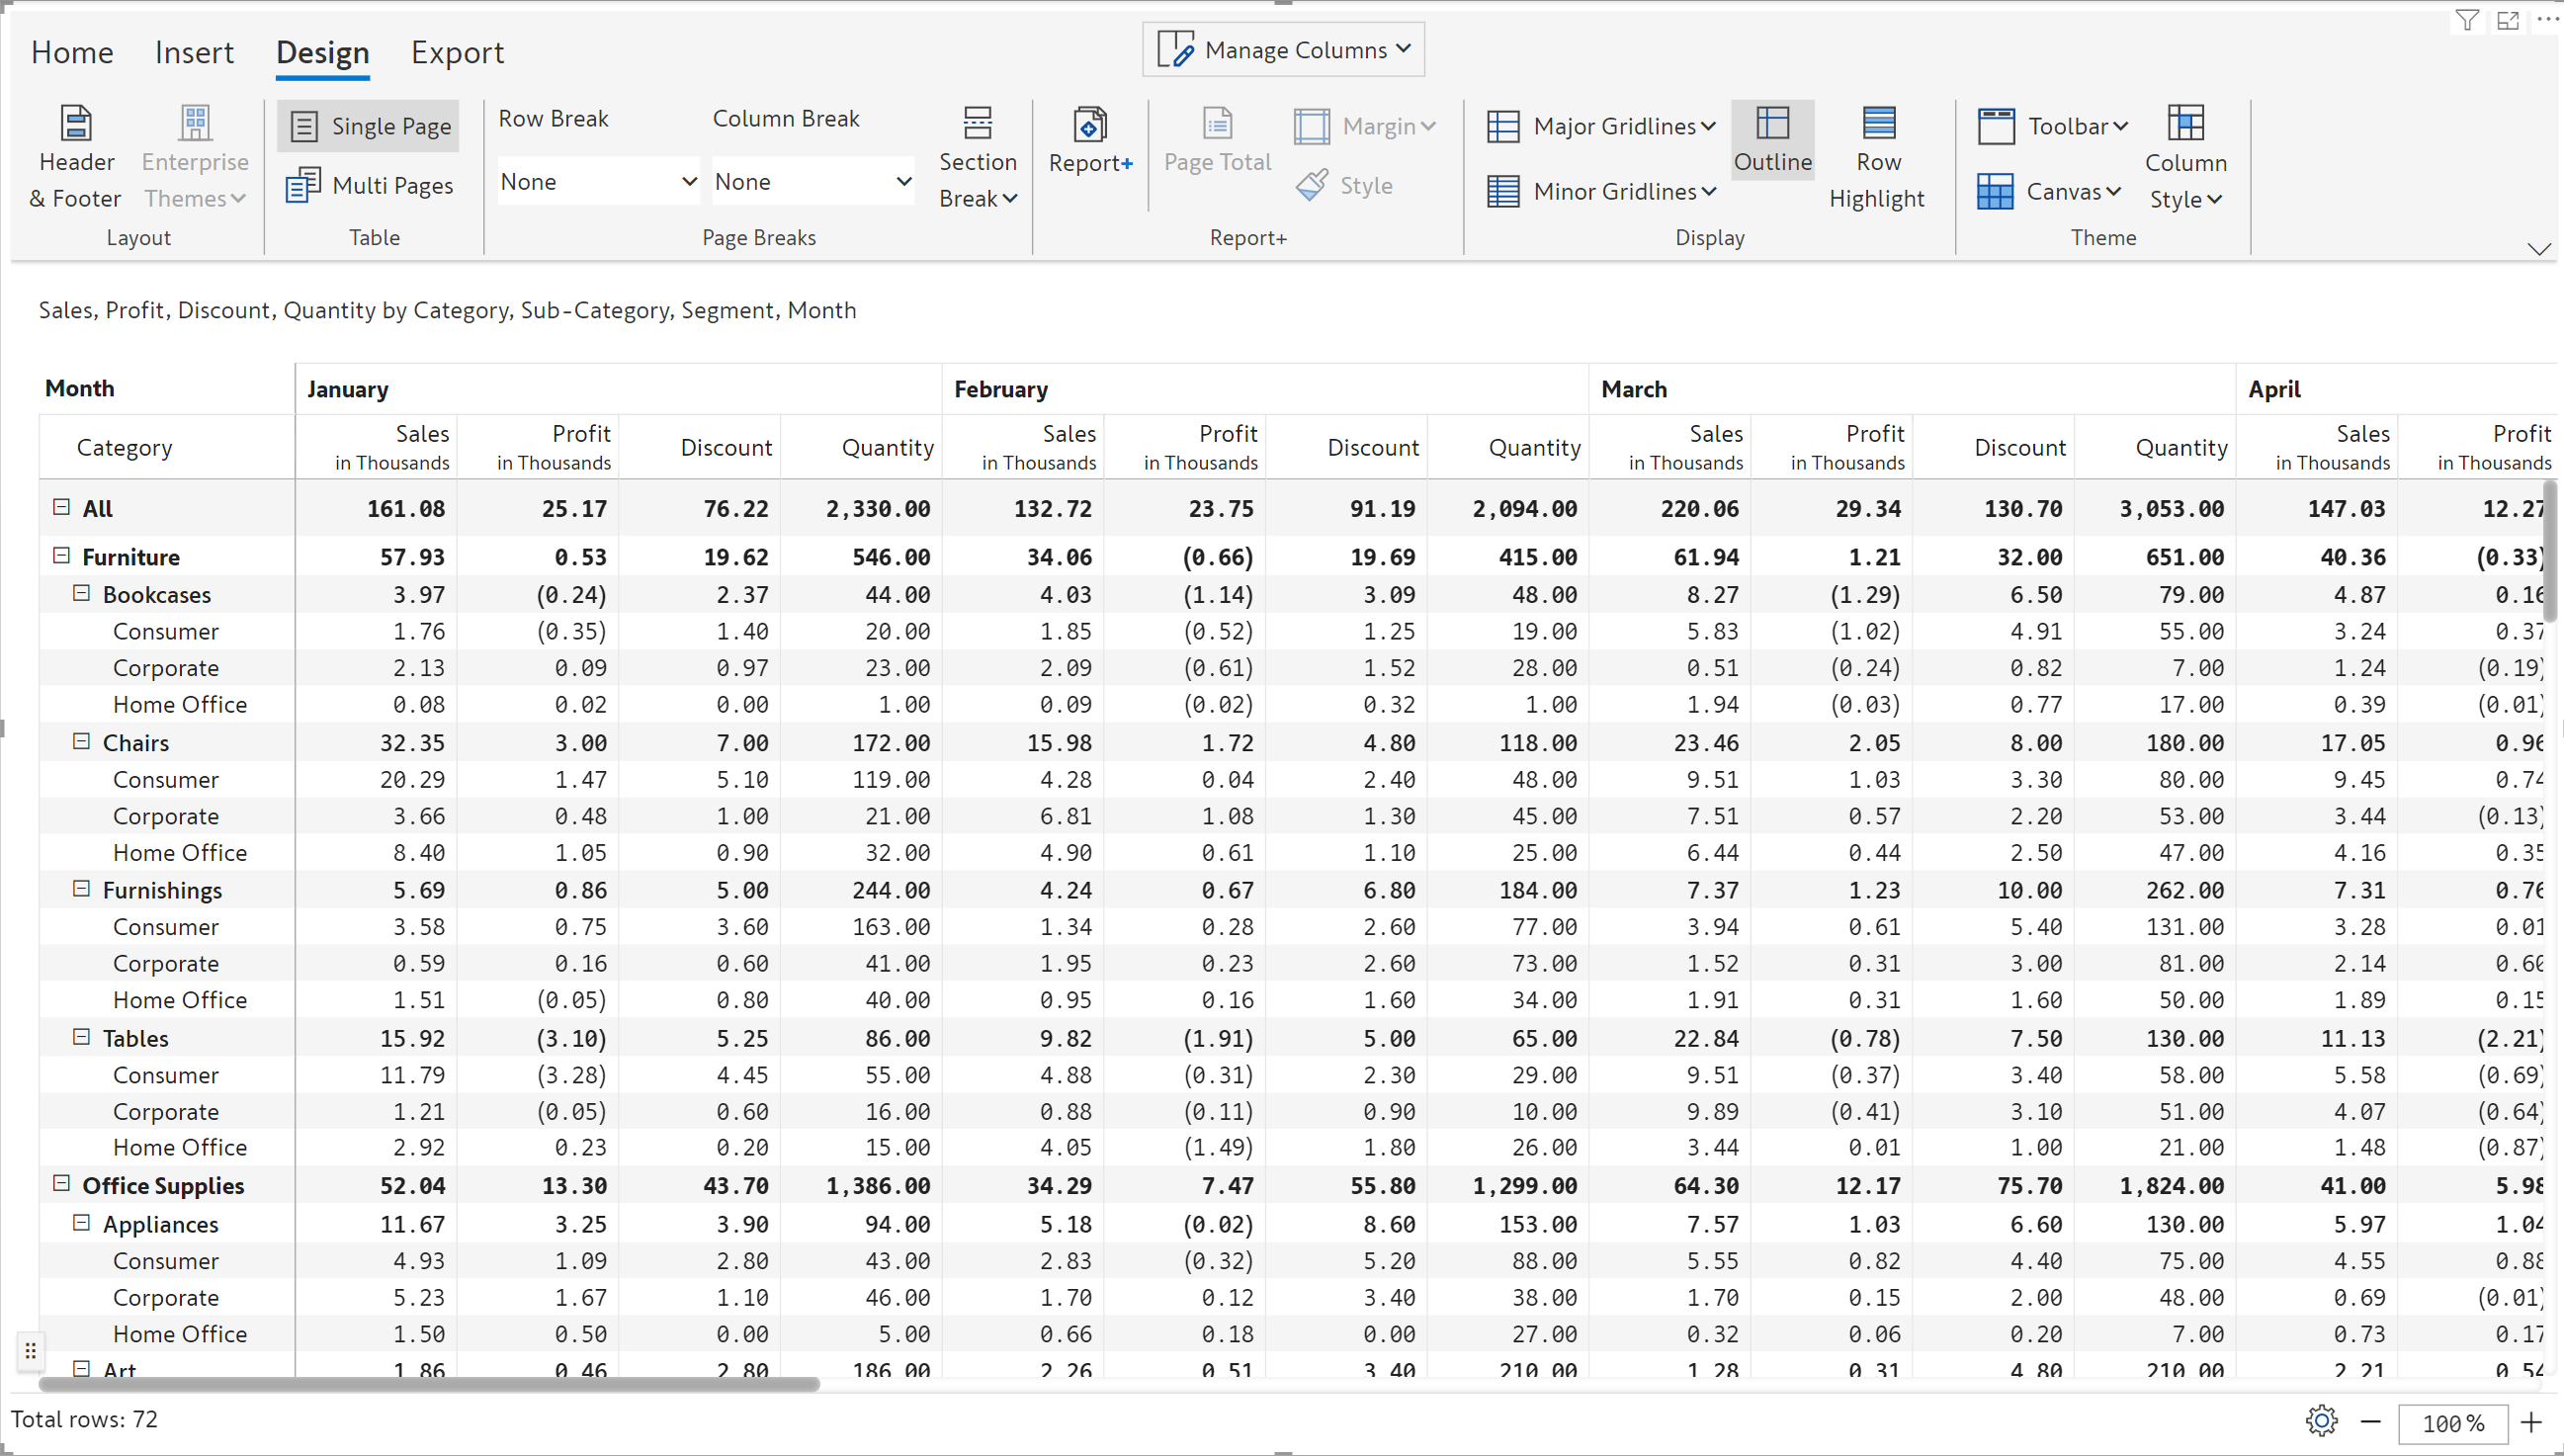 Home Insert Design Export Manage Columns
Header & Footer
Enterprise Themes
Layout
Single Page
Multi Pages
Table
Row Break Column Break
None None
Section Break
Page Breaks
Report+
Page Total
Margin
Style
Report+
Major Gridlines
Minor Gridlines
Outline
Row Highlight
Display
Toolbar
Canvas
Column Style
Theme
Sales, Profit, Discount, Quantity by Category, Sub-Category, Segment, Month
Month January February March April
Category Sales in Thousands Profit in Thousands Discount Quantity Sales in Thousands Profit in Thousands Discount Quantity Sales in Thousands Profit in Thousands Discount Quantity Sales in Thousands Profit in Thousands
All 161.08 25.17 76.22 2,330.00 132.72 23.75 91.19 2,094.00 220.06 29.34 130.70 3,053.00 147.03 12.27
Furniture 57.93 0.53 19.62 546.00 34.06 (0.66) 19.69 415.00 61.94 1.21 32.00 651.00 40.36 (0.33)
Bookcases 3.97 (0.24) 2.37 44.00 4.03 (1.14) 3.09 48.00 8.27 (1.29) 6.50 79.00 4.87 0.16
Consumer 1.76 (0.35) 1.40 20.00 1.85 (0.52) 1.25 19.00 5.83 (1.02) 4.91 55.00 3.24 0.37
Corporate 2.13 0.09 0.97 23.00 2.09 (0.61) 1.52 28.00 0.51 (0.24) 0.82 7.00 1.24 (0.19)
Home Office 0.08 0.02 0.00 1.00 0.09 (0.02) 0.32 1.00 1.94 (0.03) 0.77 17.00 0.39 (0.01)
Chairs 32.35 3.00 7.00 172.00 15.98 1.72 4.80 118.00 23.46 2.05 8.00 180.00 17.05 0.96
Consumer 20.29 1.47 5.10 119.00 4.28 0.04 2.40 48.00 9.51 1.03 3.30 80.00 9.45 0.74
Corporate 3.66 0.48 1.00 21.00 6.81 1.08 1.30 45.00 7.51 0.57 2.20 53.00 3.44 (0.13)
Home Office 8.40 1.05 0.90 32.00 4.90 0.61 1.10 25.00 6.44 0.44 2.50 47.00 4.16 0.35
Furnishings 5.69 0.86 5.00 244.00 4.24 0.67 6.80 184.00 7.37 1.23 10.00 262.00 7.31 0.76
Consumer 3.58 0.75 3.60 163.00 1.34 0.28 2.60 77.00 3.94 0.61 5.40 131.00 3.28 0.01
Corporate 0.59 0.16 0.60 41.00 1.95 0.23 2.60 73.00 1.52 0.31 3.00 81.00 2.14 0.60
Home Office 1.51 (0.05) 0.80 40.00 0.95 0.16 1.60 34.00 1.91 0.31 1.60 50.00 1.89 0.15
Tables 15.92 (3.10) 5.25 86.00 9.82 (1.91) 5.00 65.00 22.84 (0.78) 7.50 130.00 11.13 (2.21)
Consumer 11.79 (3.28) 4.45 55.00 4.88 (0.31) 2.30 29.00 9.51 (0.37) 3.40 58.00 5.58 (0.69)
Corporate 1.21 (0.05) 0.60 16.00 0.88 (0.11) 0.90 10.00 9.89 (0.41) 3.10 51.00 4.07 (0.64)
Home Office 2.92 0.23 0.20 15.00 4.05 (1.49) 1.80 26.00 3.44 0.01 1.00 21.00 1.48 (0.87)
Office Supplies 52.04 13.30 43.70 1,386.00 34.29 7.47 55.80 1,299.00 64.30 12.17 75.70 1,824.00 41.00 5.98
Appliances 11.67 3.25 3.90 94.00 5.18 (0.02) 8.60 153.00 7.57 1.03 6.60 130.00 5.97 1.04
Consumer 4.93 1.09 2.80 43.00 2.83 (0.32) 5.20 88.00 5.55 0.82 4.40 75.00 4.55 0.88
Corporate 5.23 1.67 1.10 46.00 1.70 0.12 3.40 38.00 1.70 0.15 2.00 48.00 0.69 (0.01)
Home Office 1.50 0.50 0.00 5.00 0.66 0.18 0.00 27.00 0.32 0.06 0.20 7.00 0.73 0.17
Art 1.86 0.46 2.80 186.00 2.26 0.51 3.40 210.00 1.28 0.31 4.80 210.00 2.21 0.54
Total rows: 72 100%